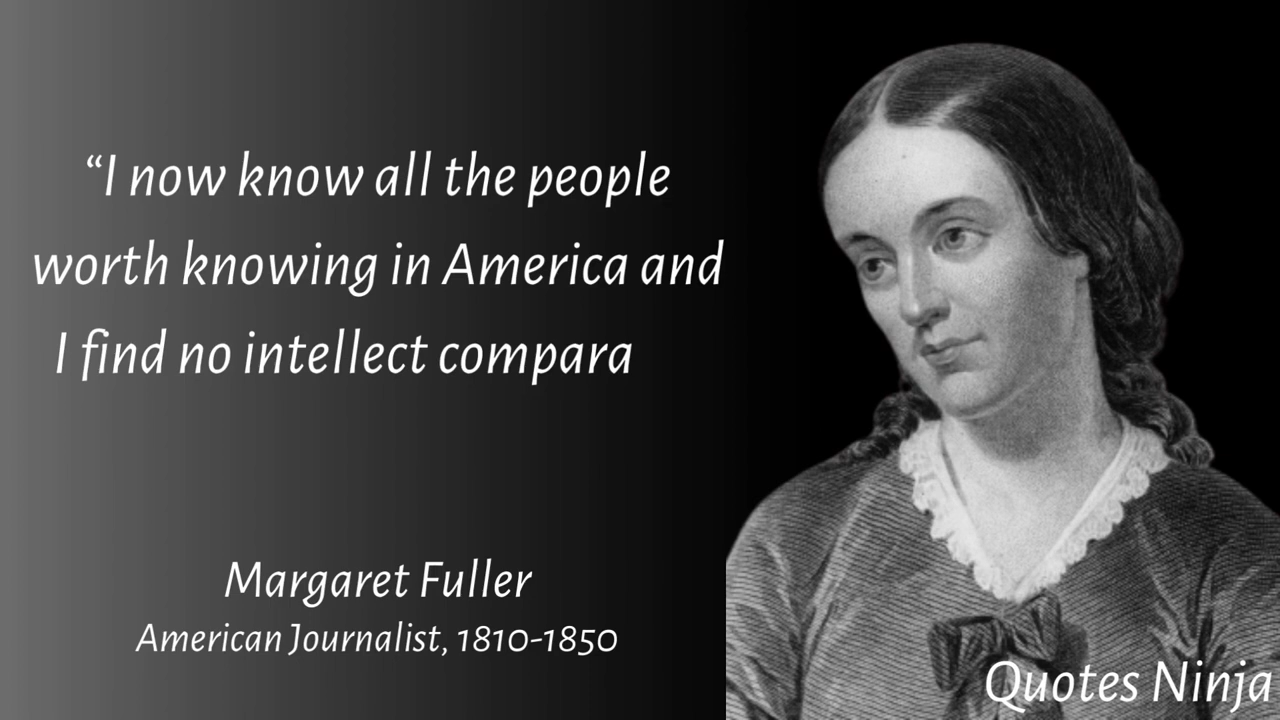 “I now know all the people
worth knowing in America and
I find no intellect compara
Margaret Fuller
American Journalist, 1810-1850
Quotes Ninja